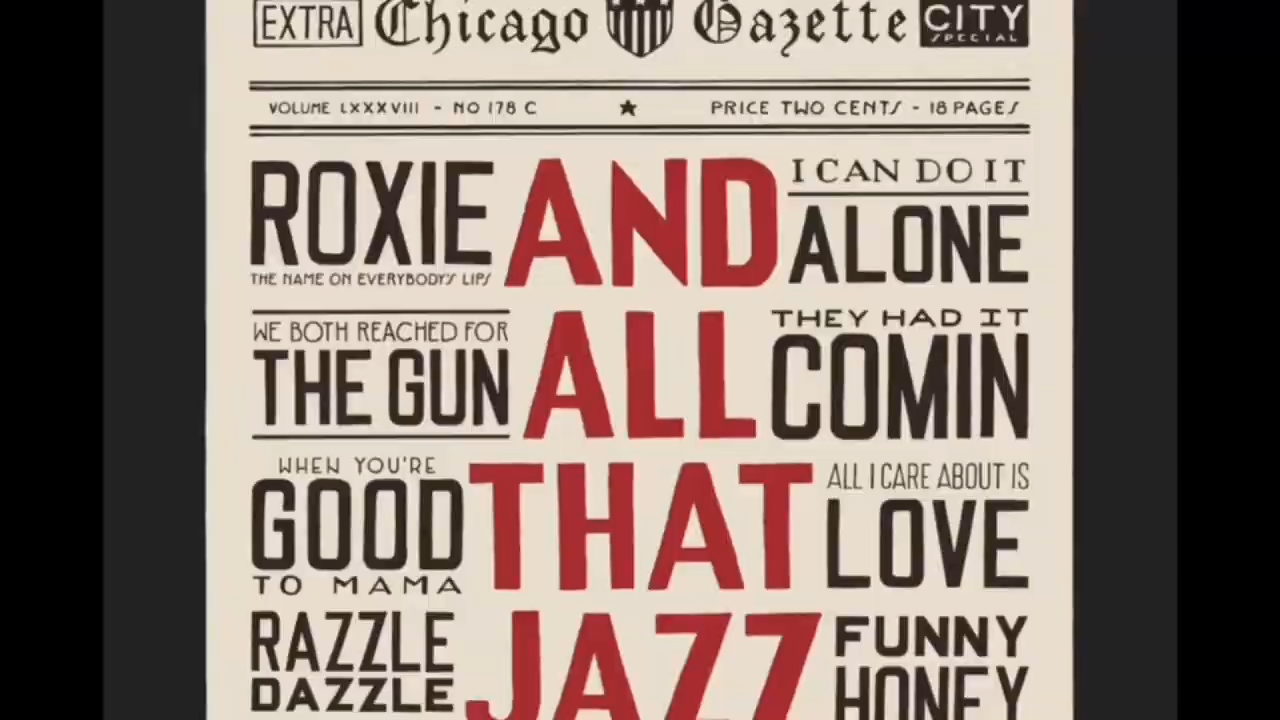 EXTRA Chicago Gazette CITY SPECIAL
VOLUME LXXXVIII - NO 178 C ★ PRICE TWO CENTS - 18 PAGES
ROXIE
THE NAME ON EVERYBODY'S LIPS
AND
I CAN DO IT
ALONE
WE BOTH REACHED FOR
THE GUN
ALL
THEY HAD IT
COMIN
WHEN YOU'RE
GOOD
TO MAMA
THAT
ALL I CARE ABOUT IS
LOVE
RAZZLE
DAZZLE
JAZZ
FUNNY
HONEY